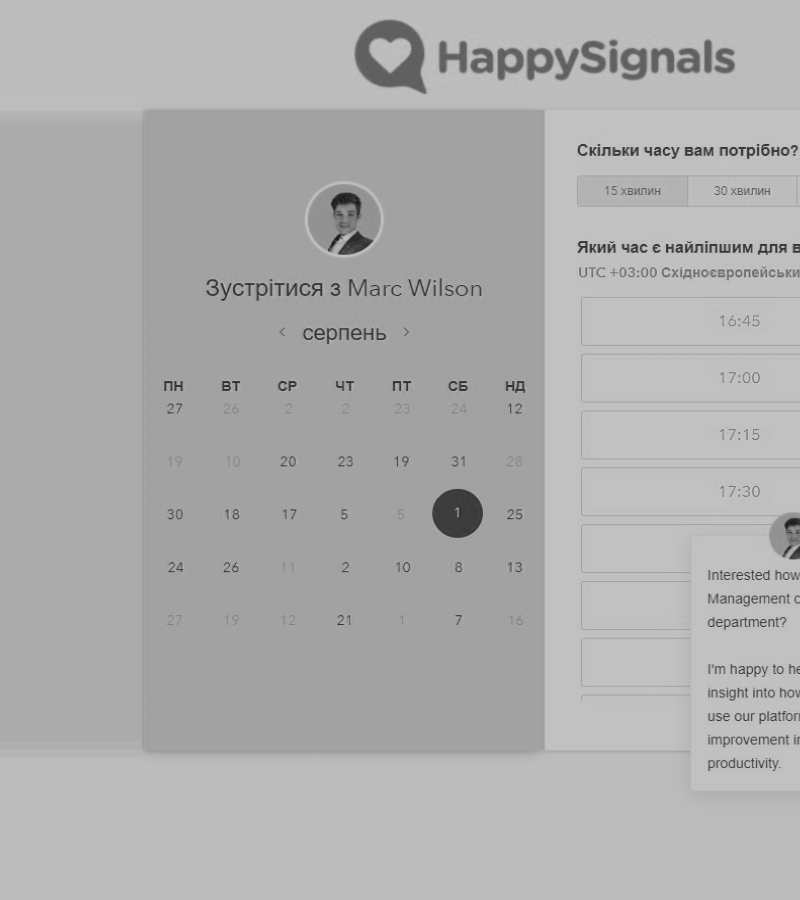 HappySignals
Зустрітися з Marc Wilson
серпень
ПН ВТ СР ЧТ ПТ СБ НД
27 26 2 2 23 24 12
19 10 20 23 19 31 28
30 18 17 5 5 1 25
24 26 11 2 10 8 13
27 19 12 21 1 7 16
Скільки часу вам потрібно?
15 хвилин 30 хвилин
Який час є найліпшим для
UTC +03:00
16:45
17:00
17:15
17:30
Interested how
Management
department?
I'm happy to
insight into how
use our
improvement
productivity.